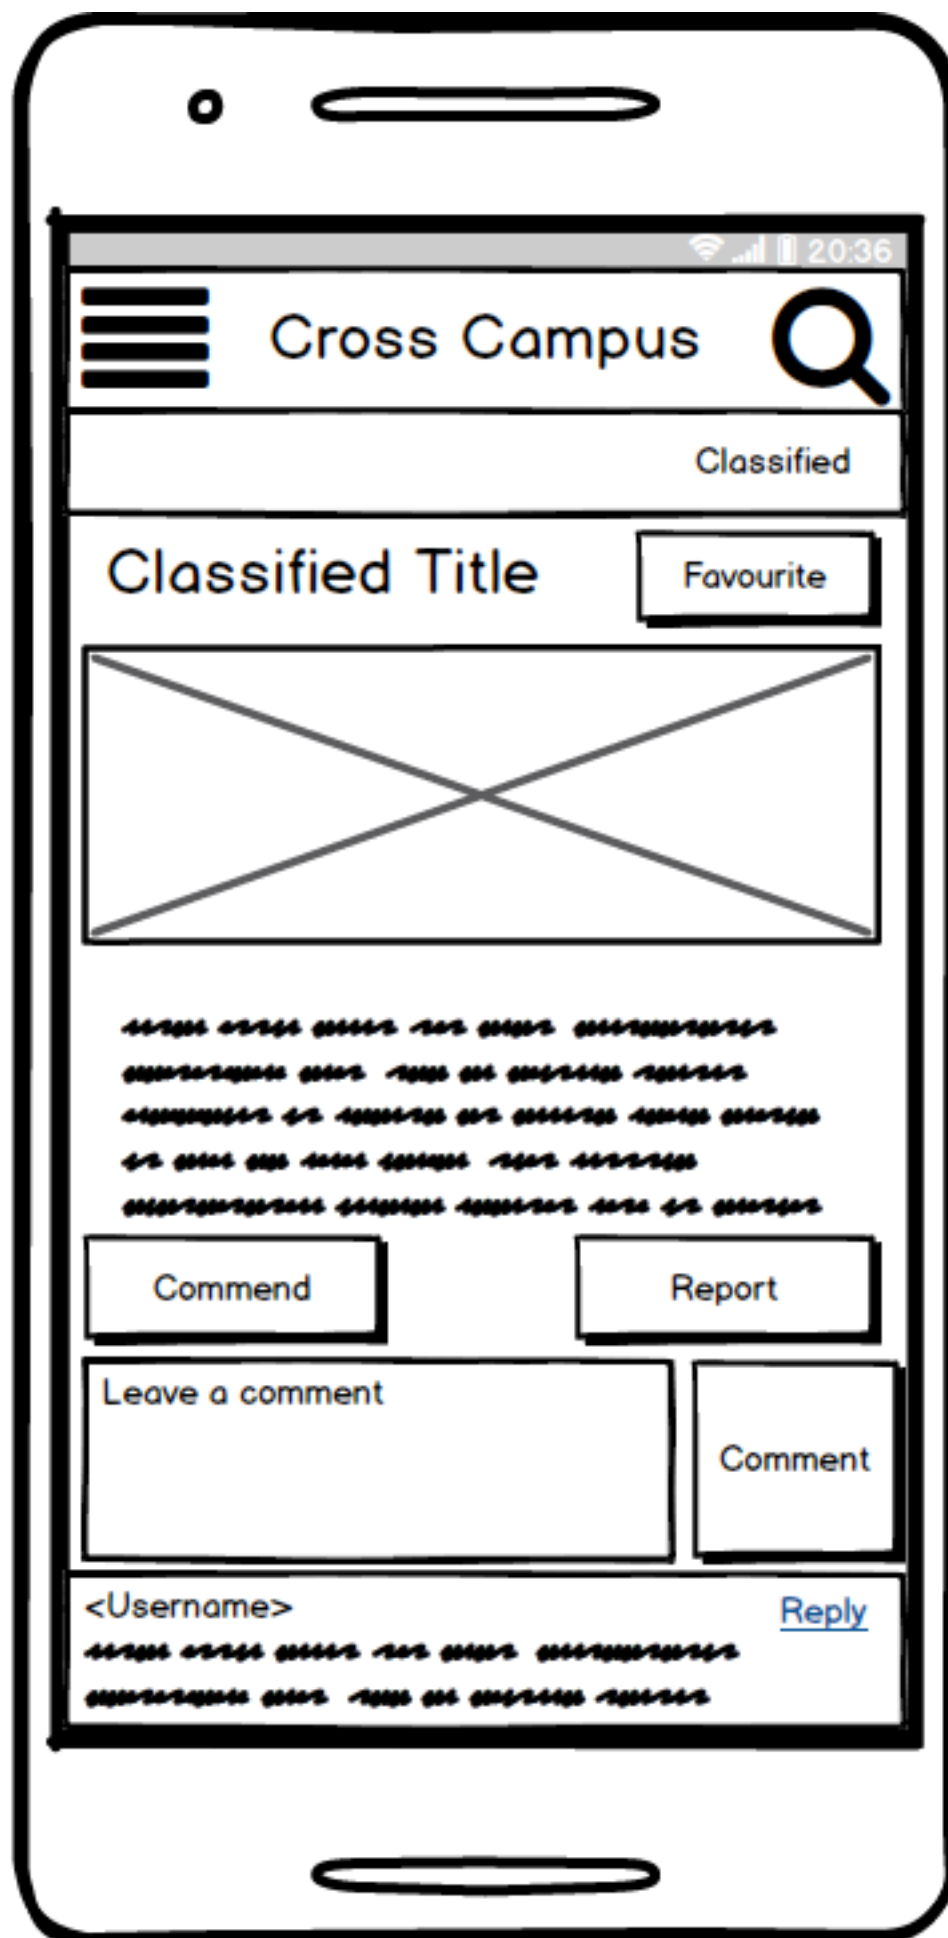 20:36
Cross Campus
Classified
Classified Title
Favourite
Commend
Report
Leave a comment
Comment
<Username>
Reply